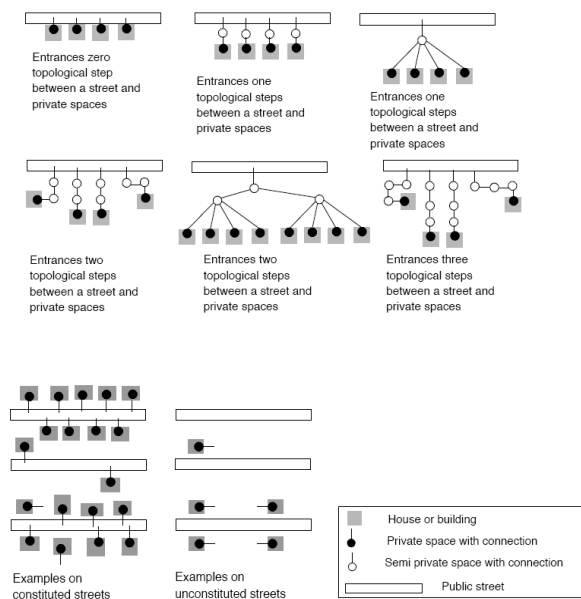 Entrances zero
topological step
between a street and
private spaces
Entrances one
topological steps
between a street and
private spaces
Entrances one
topological steps
between a street and
private spaces
Entrances two
topological steps
between a street and
private spaces
Entrances two
topological steps
between a street and
private spaces
Entrances three
topological steps
between a street and
private spaces
Examples on
constituted streets
Examples on
unconstituted streets
House or building
Private space with connection
Semi private space with connection
Public street